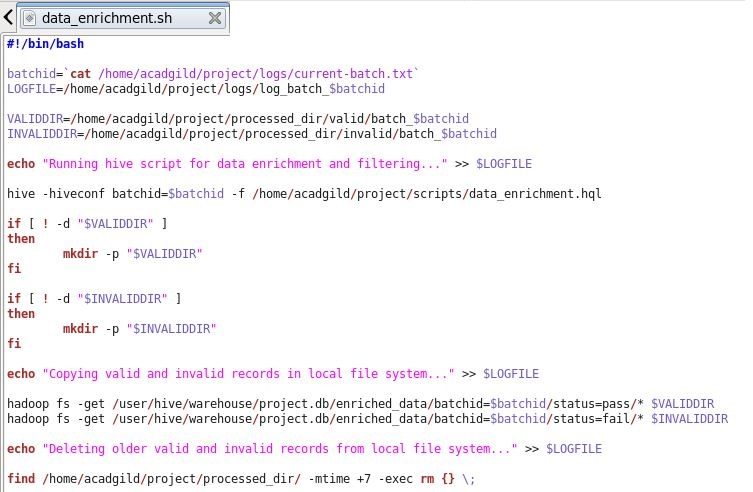 data_enrichment.sh
#!/bin/bash
batchid=`cat /home/acadgild/project/logs/current-batch.txt`
LOGFILE=/home/acadgild/project/logs/log_batch_$batchid
VALIDDIR=/home/acadgild/project/processed_dir/valid/batch_$batchid
INVALIDDIR=/home/acadgild/project/processed_dir/invalid/batch_$batchid
echo "Running hive script for data enrichment and filtering..." >> $LOGFILE
hive -hiveconf batchid=$batchid -f /home/acadgild/project/scripts/data_enrichment.hql
if [ ! -d "$VALIDDIR" ]
then
mkdir -p "$VALIDDIR"
fi
if [ ! -d "$INVALIDDIR" ]
then
mkdir -p "$INVALIDDIR"
fi
echo "Copying valid and invalid records in local file system..." >> $LOGFILE
hadoop fs -get /user/hive/warehouse/project.db/enriched_data/batchid=$batchid/status=pass/* $VALIDDIR
hadoop fs -get /user/hive/warehouse/project.db/enriched_data/batchid=$batchid/status=fail/* $INVALIDDIR
echo "Deleting older valid and invalid records from local file system..." >> $LOGFILE
find /home/acadgild/project/processed_dir/ -mtime +7 -exec rm {} \;